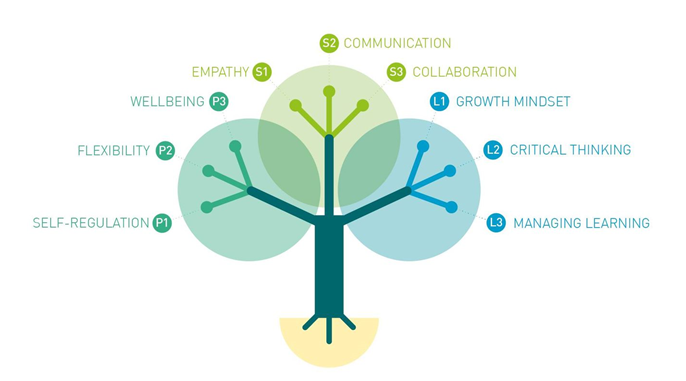 S2 COMMUNICATION
EMPATHY S1
S3 COLLABORATION
WELLBEING P3
L1 GROWTH MINDSET
FLEXIBILITY P2
L2 CRITICAL THINKING
SELF-REGULATION P1
L3 MANAGING LEARNING